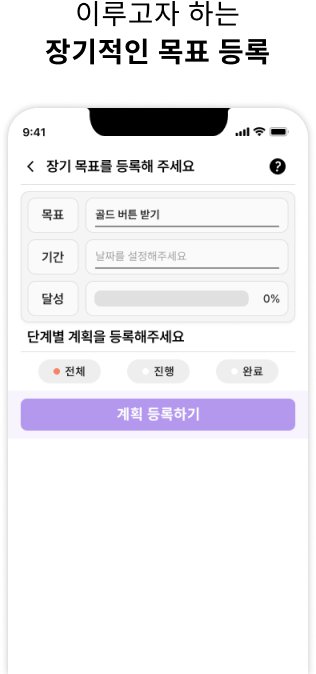 이루고자 하는
장기적인 목표 등록
9:41
장기 목표를 등록해 주세요
?
목표
골드 버튼 받기
기간
날짜를 설정해주세요
달성
0%
단계별 계획을 등록해주세요
전체 진행 완료
계획 등록하기